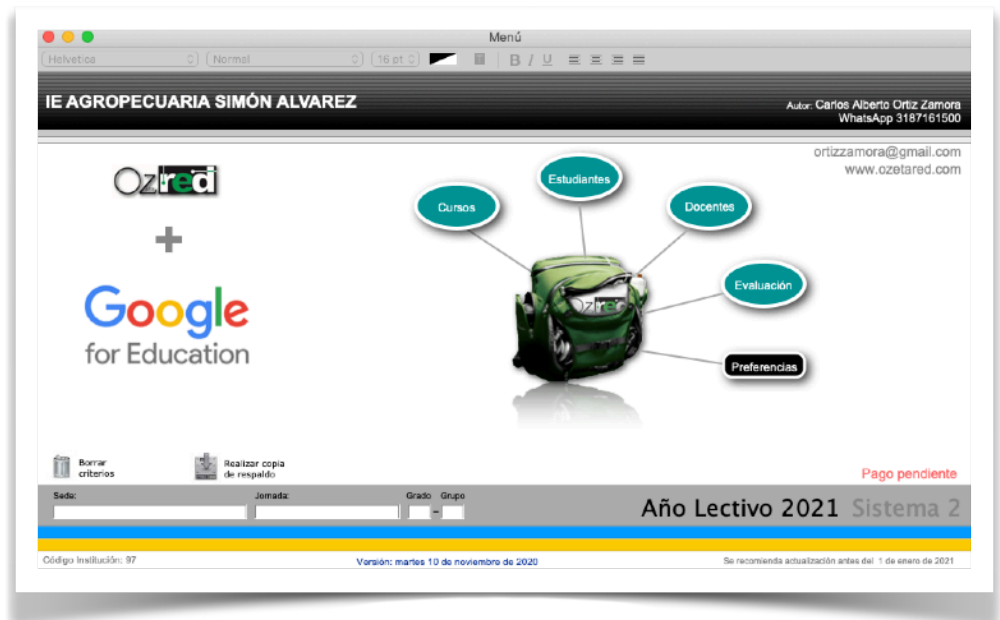 Menú
Helvetica Normal 16 pt B I U
IE AGROPECUARIA SIMÓN ALVAREZ
Autor: Carlos Alberto Ortiz Zamora
WhatsApp 3187161500
ortizzamora@gmail.com
www.ozetared.com
Ozred
+
Google
for Education
Estudiantes
Cursos
Docentes
Evaluación
Ozred
Preferencias
Borrar
criterios
Realizar copia
de respaldo
Pago pendiente
Sede: Jornada: Grado Grupo
–
Año Lectivo 2021 Sistema 2
Código Institución: 97
Versión: martes 10 de noviembre de 2020
Se recomienda actualización antes del 1 de enero de 2021